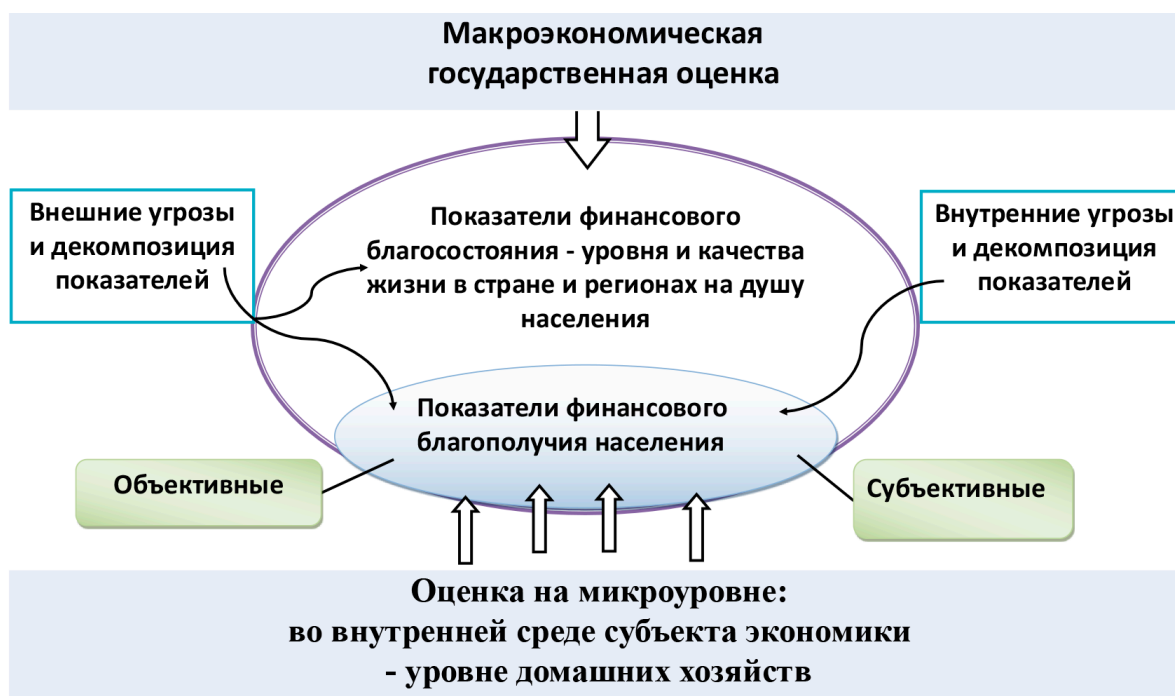 Макроэкономическая
государственная оценка
Внешние угрозы
и декомпозиция
показателей
Показатели финансового
благосостояния - уровня и качества
жизни в стране и регионах на душу
населения
Внутренние угрозы
и декомпозиция
показателей
Показатели финансового
благополучия населения
Объективные
Субъективные
Оценка на микроуровне:
во внутренней среде субъекта экономики
- уровне домашних хозяйств